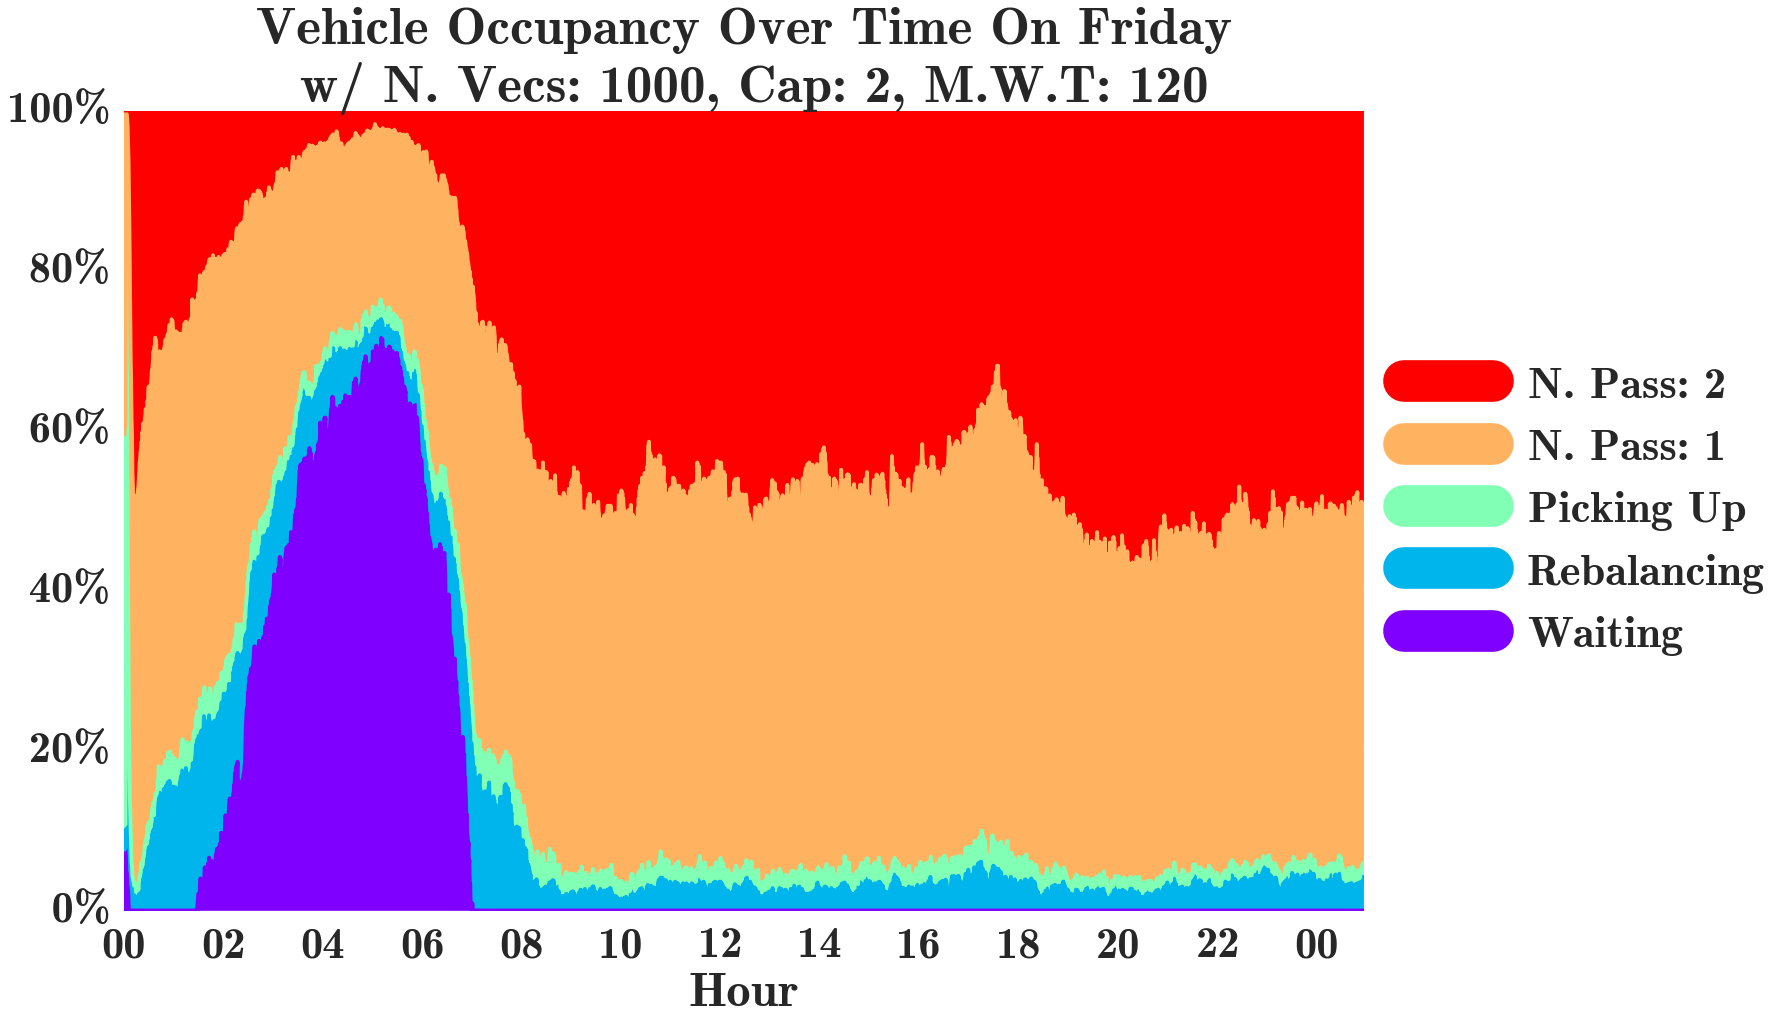 Vehicle Occupancy Over Time On Friday
w/ N. Vecs: 1000, Cap: 2, M.W.T: 120
100%
80%
60%
40%
20%
0%
00 02 04 06 08 10 12 14 16 18 20 22 00
Hour
N. Pass: 2
N. Pass: 1
Picking Up
Rebalancing
Waiting